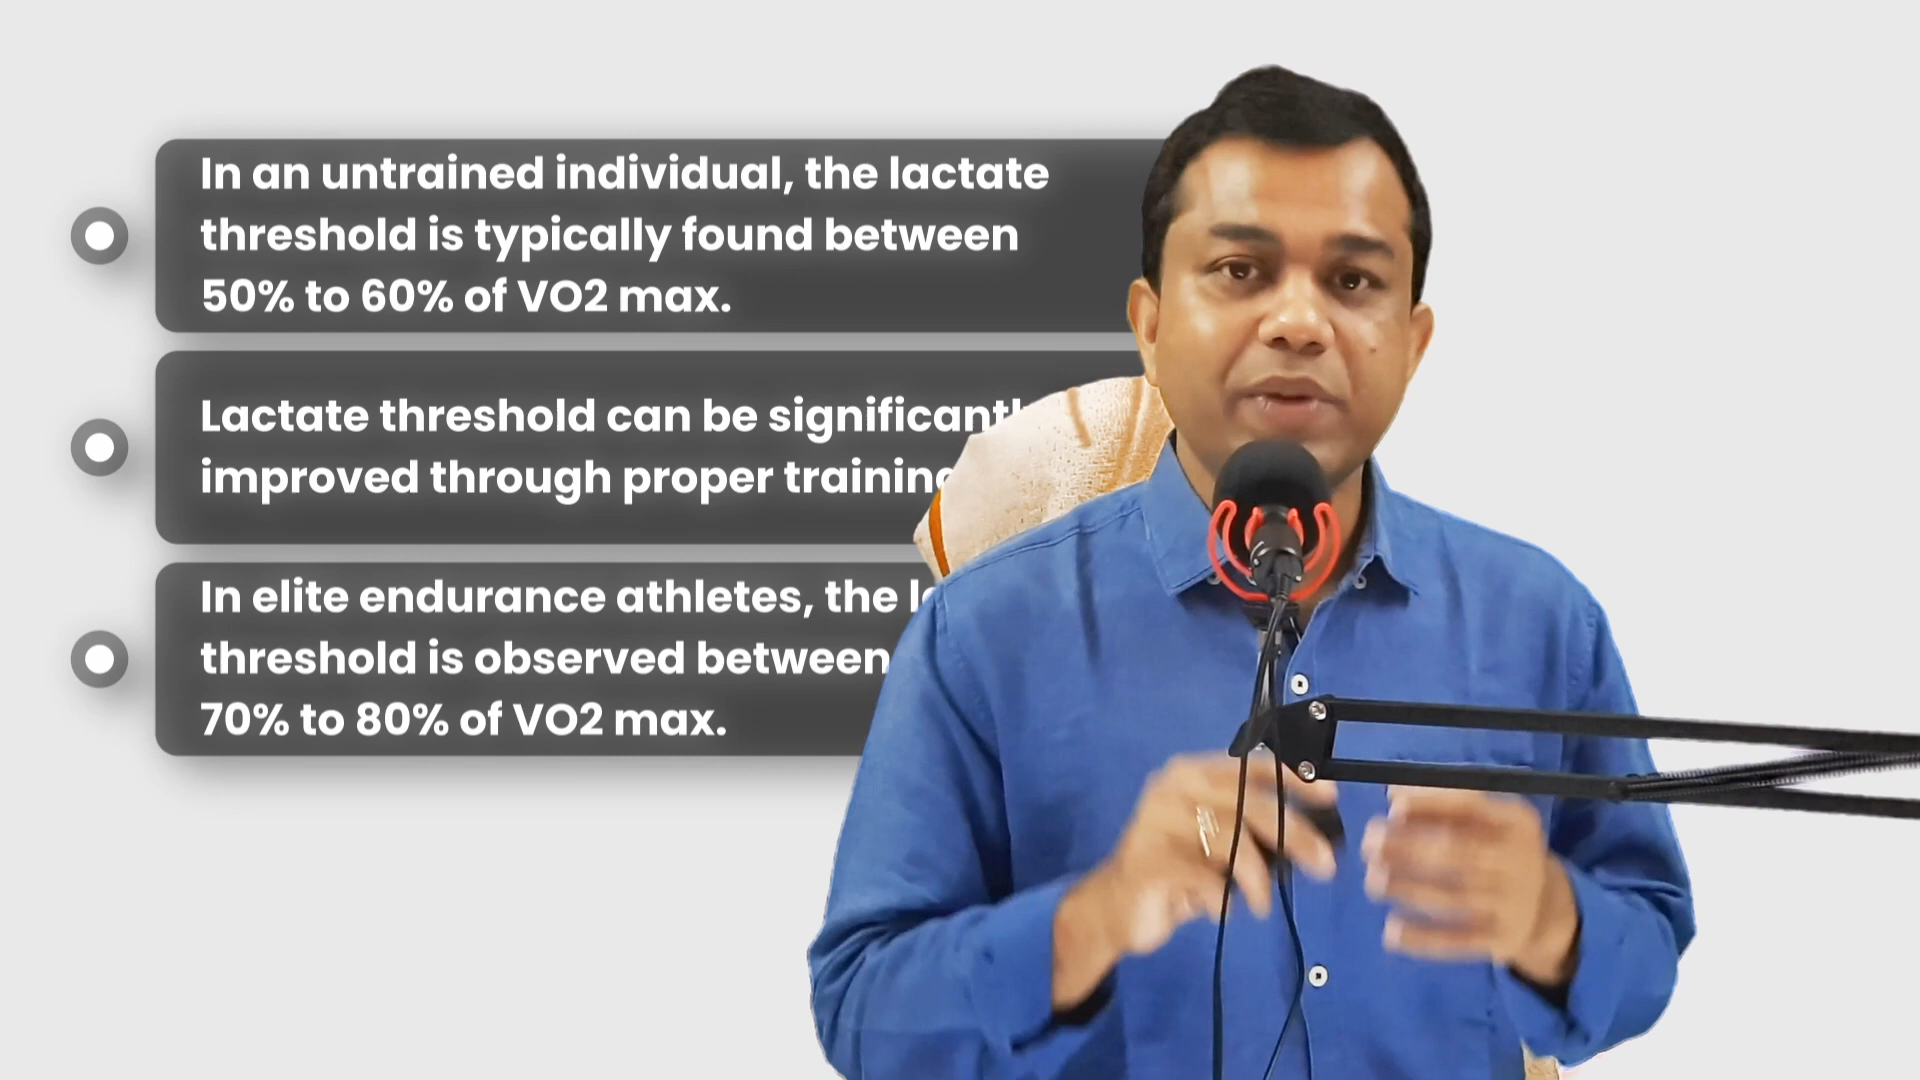 In an untrained individual, the lactate
threshold is typically found between
50% to 60% of VO2 max.
Lactate threshold can be
improved through proper
In elite endurance athletes, the
threshold is observed between
70% to 80% of VO2 max.